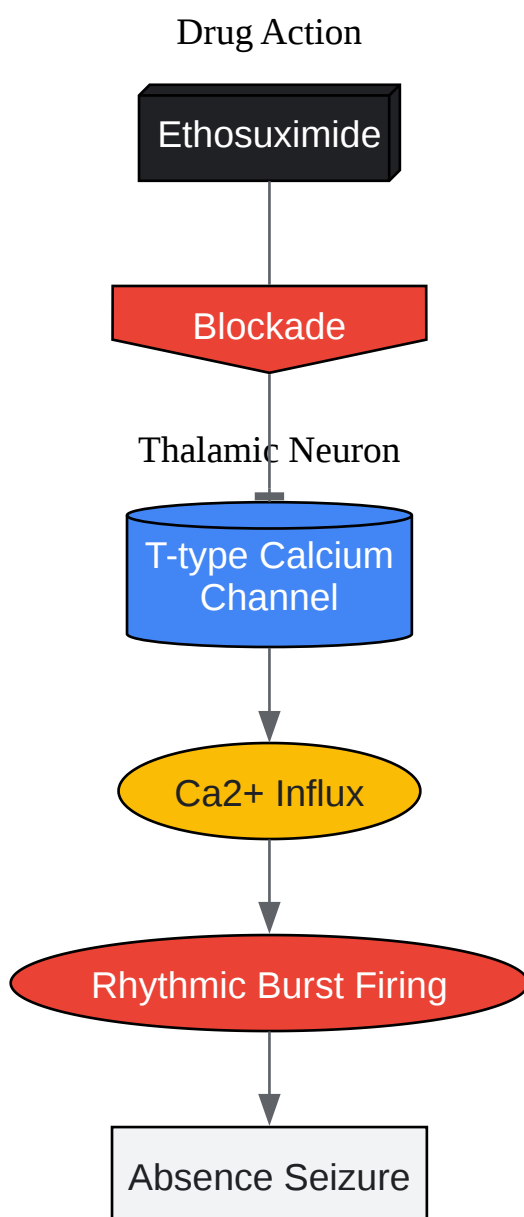 Drug Action
Ethosuximide
Blockade
Thalamic Neuron
T-type Calcium
Channel
Ca2+ Influx
Rhythmic Burst Firing
Absence Seizure